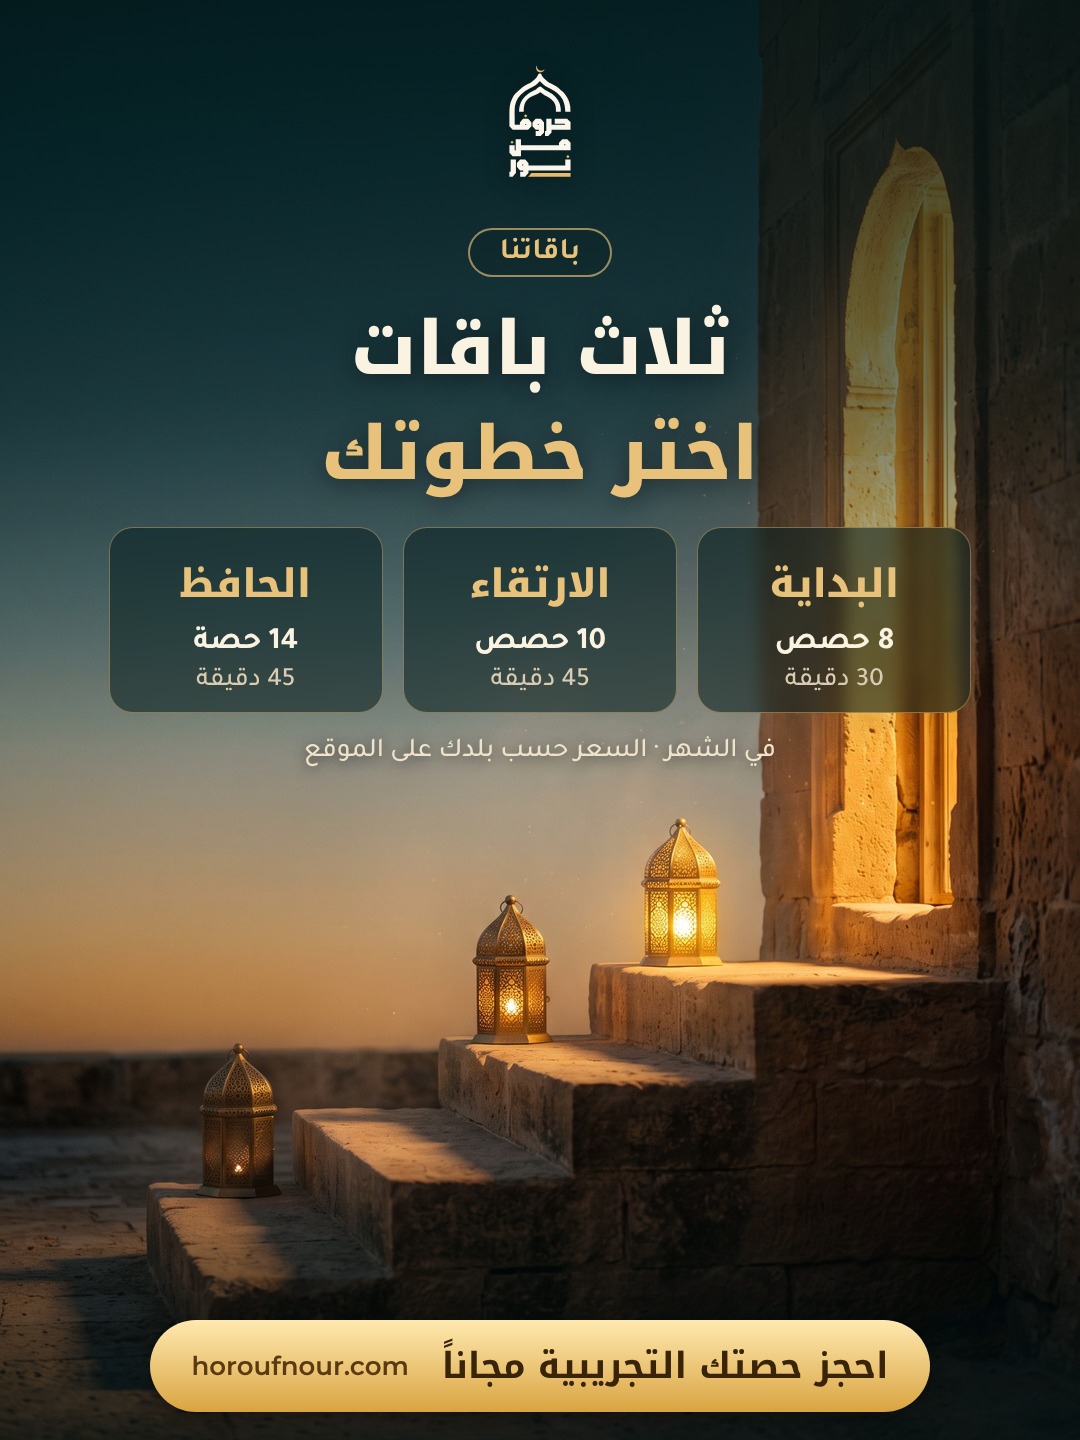 حروف
من
نور
باقاتنا
ثلاث باقات
اختر خطوتك
البداية
8 حصص
30 دقيقة
الارتقاء
10 حصص
45 دقيقة
الحافظ
14 حصة
45 دقيقة
في الشهر · السعر حسب بلدك على الموقع
احجز حصتك التجريبية مجاناً horoufnour.com